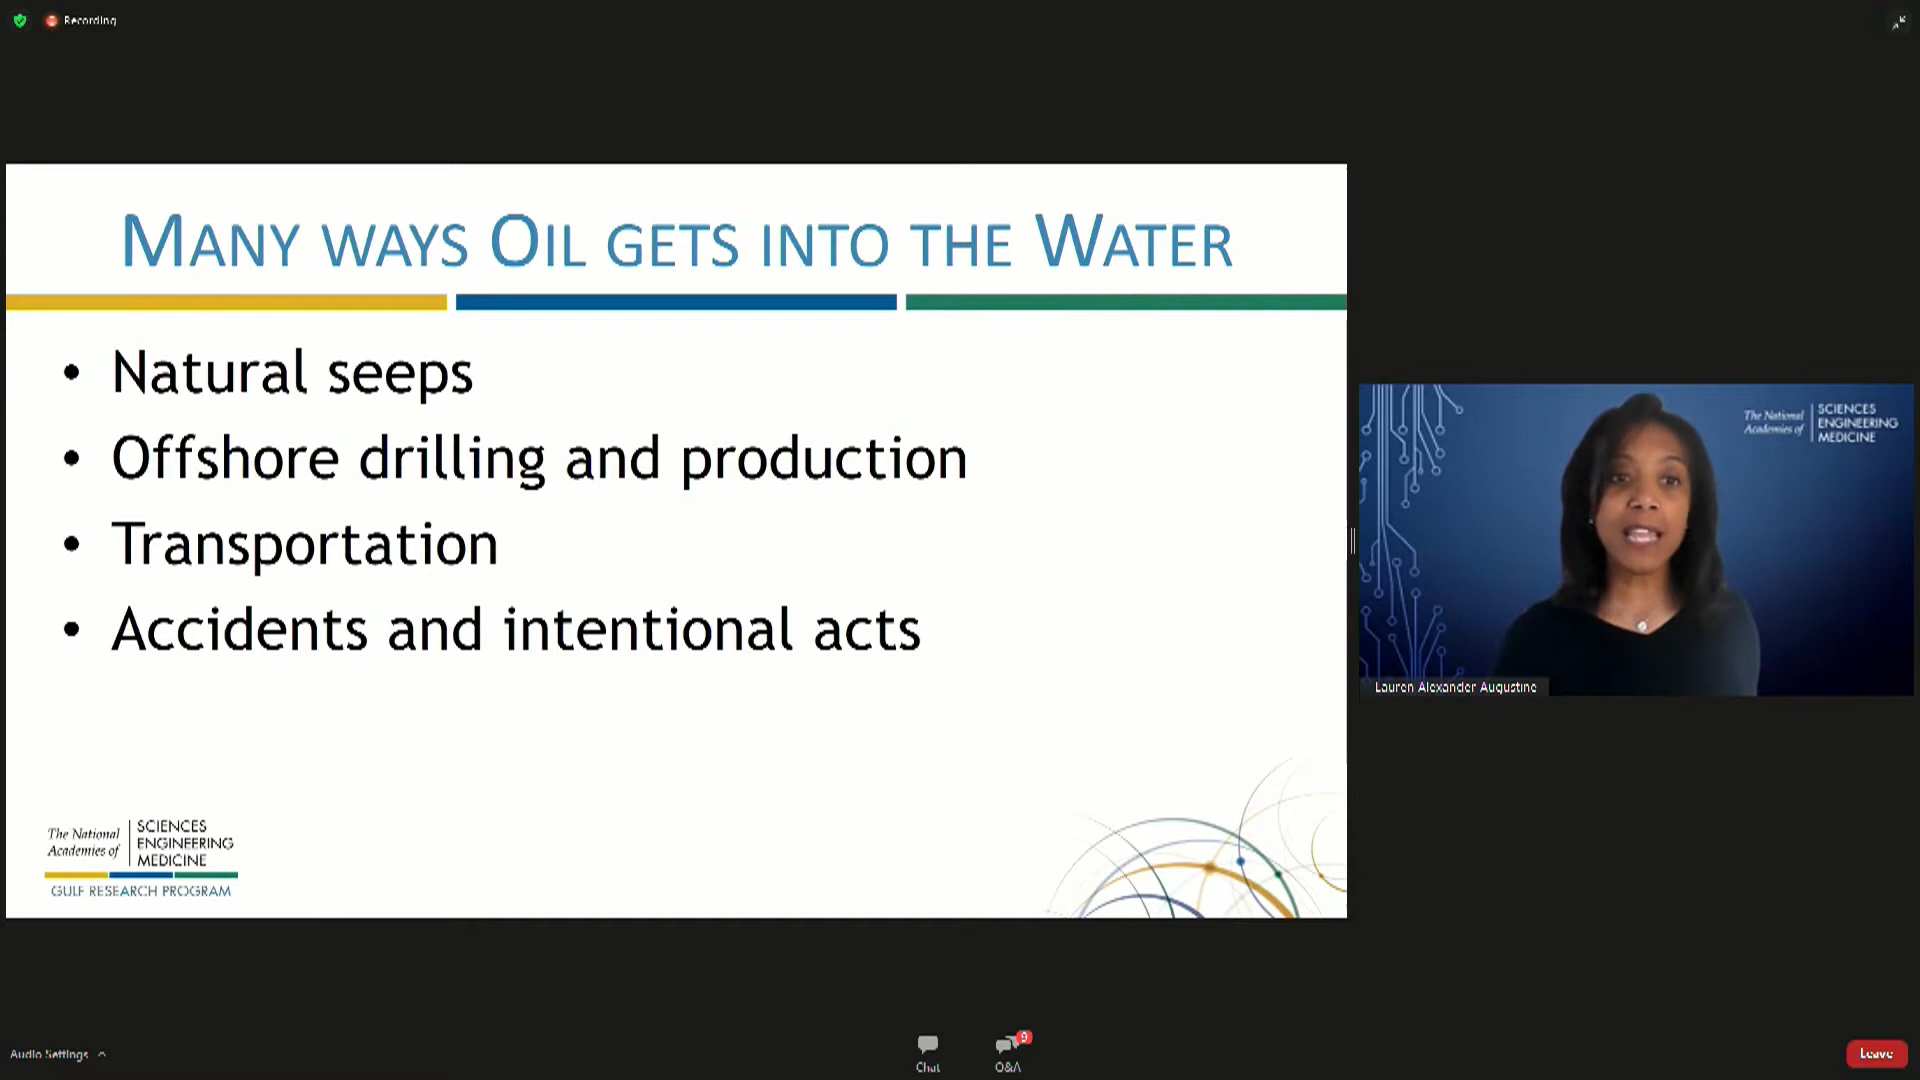 Recording
MANY WAYS OIL GETS INTO THE WATER
• Natural seeps
• Offshore drilling and production
• Transportation
• Accidents and intentional acts
The National
Academies of
SCIENCES
ENGINEERING
MEDICINE
GULF RESEARCH PROGRAM
The National
Academies of
SCIENCES
ENGINEERING
MEDICINE
Lauren Alexander Augustine
Audio Settings
Chat
9
Q&A
Leave